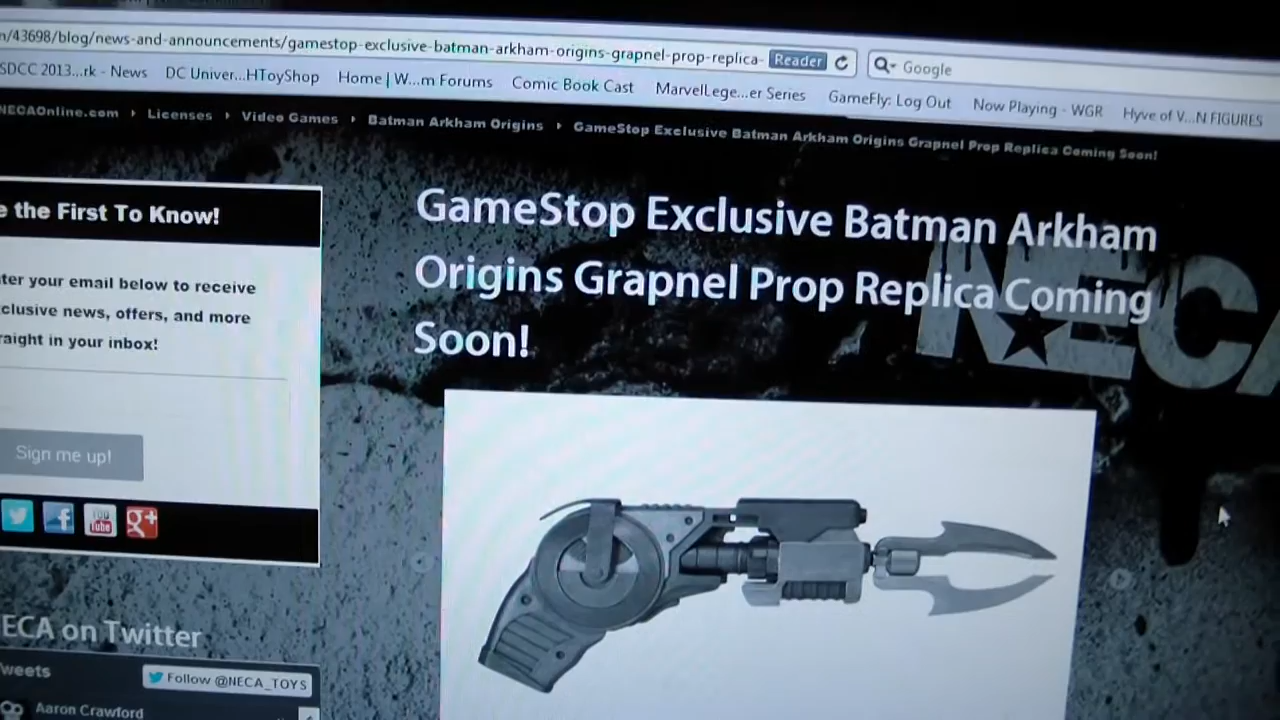 n/43698/blog/news-and-announcements/gamestop-exclusive-batman-arkham-origins-grapnel-prop-replica-
Reader
Google
SDCC 2013...rk - News
DC Univer...HToyShop
Home | W...m Forums
Comic Book Cast
MarvelLege...er Series
GameFly: Log Out
Now Playing - WGR
Hyve of V...N FIGURES
NECAOnline.com › Licenses › Video Games › Batman Arkham Origins › GameStop Exclusive Batman Arkham Origins Grapnel Prop Replica Coming Soon!
e the First To Know!
ter your email below to receive
clusive news, offers, and more
raight in your inbox!
Sign me up!
You Tube
g+
ECA on Twitter
weets
Follow @NECA_TOYS
Aaron Crawford
GameStop Exclusive Batman Arkham
Origins Grapnel Prop Replica Coming
Soon!
NECA